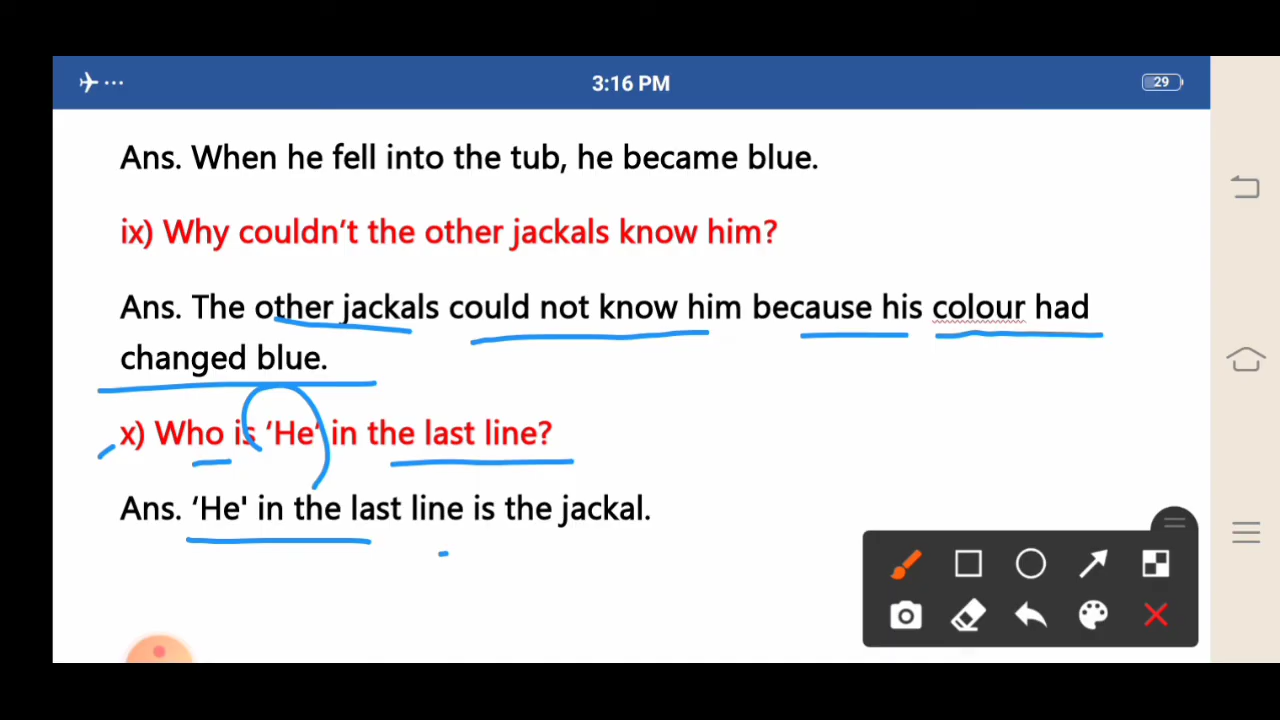 3:16 PM
29
Ans. When he fell into the tub, he became blue.
ix) Why couldn‘t the other jackals know him?
Ans. The other jackals could not know him because his colour had
changed blue.
x) Who is ‘He‘ in the last line?
Ans. ‘He' in the last line is the jackal.